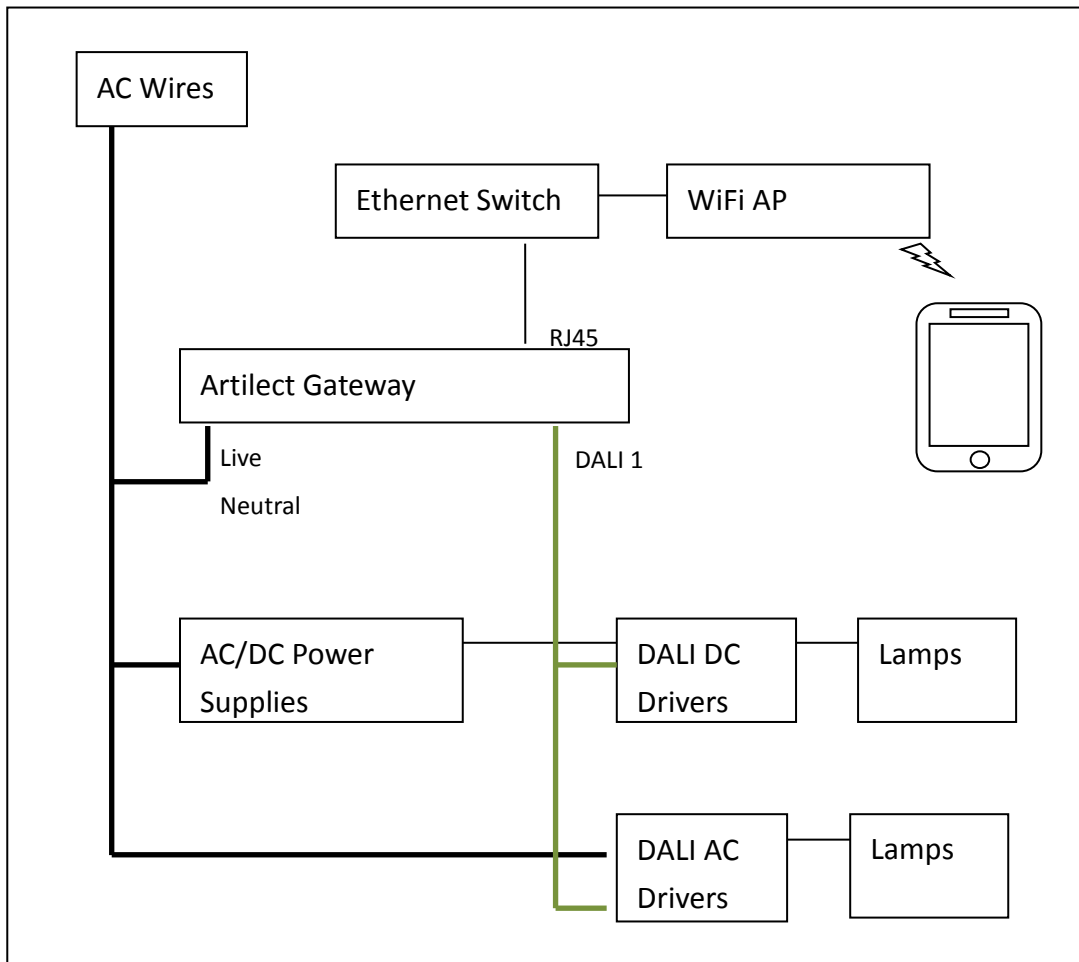 AC Wires
Ethernet Switch
WiFi AP
RJ45
Artilect Gateway
Live
Neutral
DALI 1
AC/DC Power
Supplies
DALI DC
Drivers
Lamps
DALI AC
Drivers
Lamps